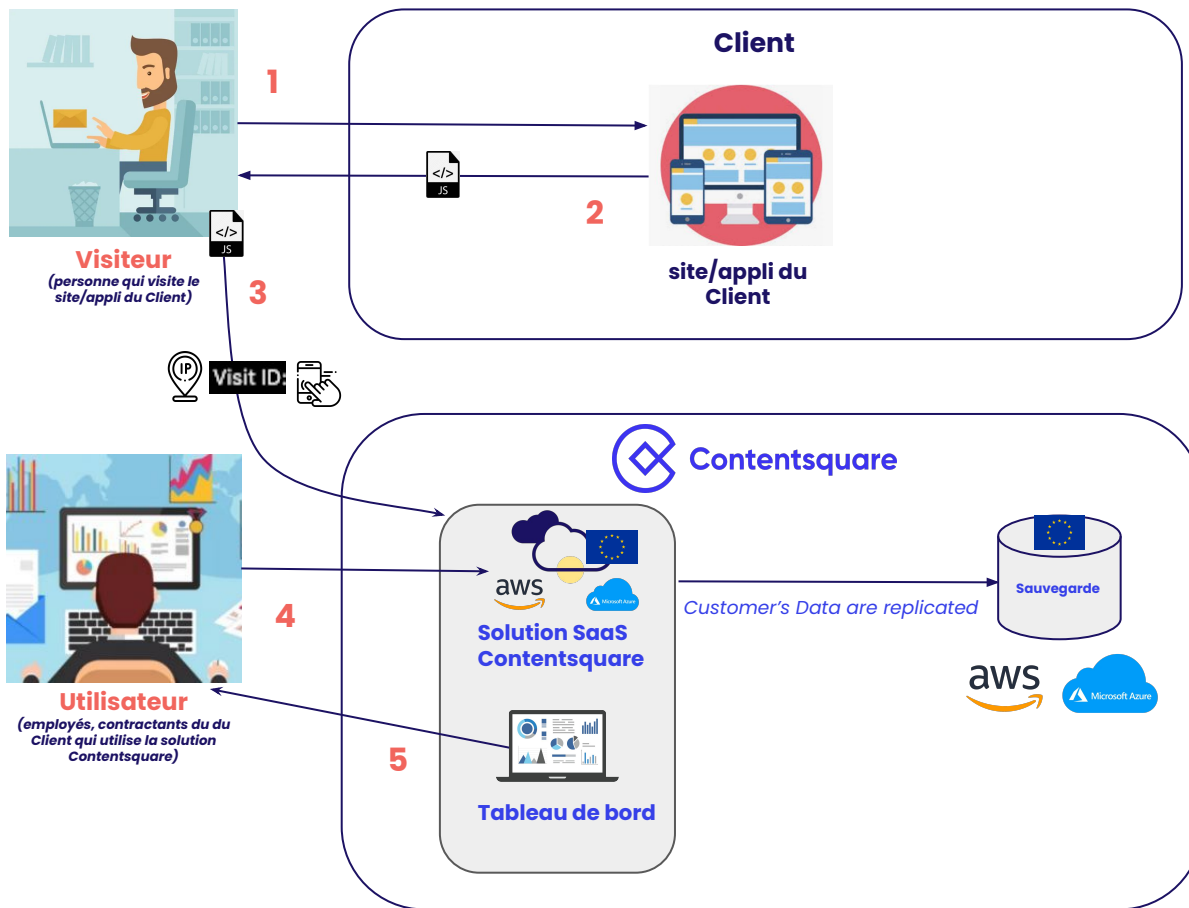 Client
1
</>
JS
2
</>
JS
Visiteur
(personne qui visite le
site/appli du Client)
site/appli du
Client
3
IP
Visit ID:
Contentsquare
aws
Microsoft Azure
Sauvegarde
Customer's Data are replicated
4
Solution SaaS
Contentsquare
aws
Microsoft Azure
Utilisateur
(employés, contractants du du
Client qui utilise la solution
Contentsquare)
5
Tableau de bord